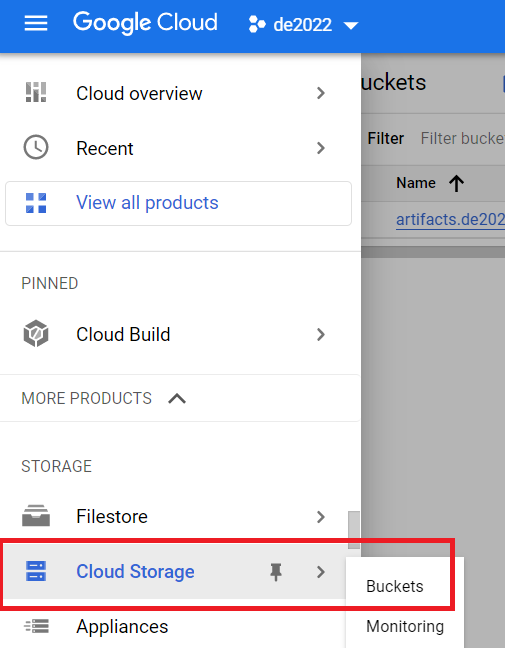 Google Cloud
de2022
Cloud overview
Recent
View all products
PINNED
Cloud Build
MORE PRODUCTS
STORAGE
Filestore
Cloud Storage
Appliances
Buckets
Monitoring
uckets
Filter Filter bucke
Name
artifacts.de202